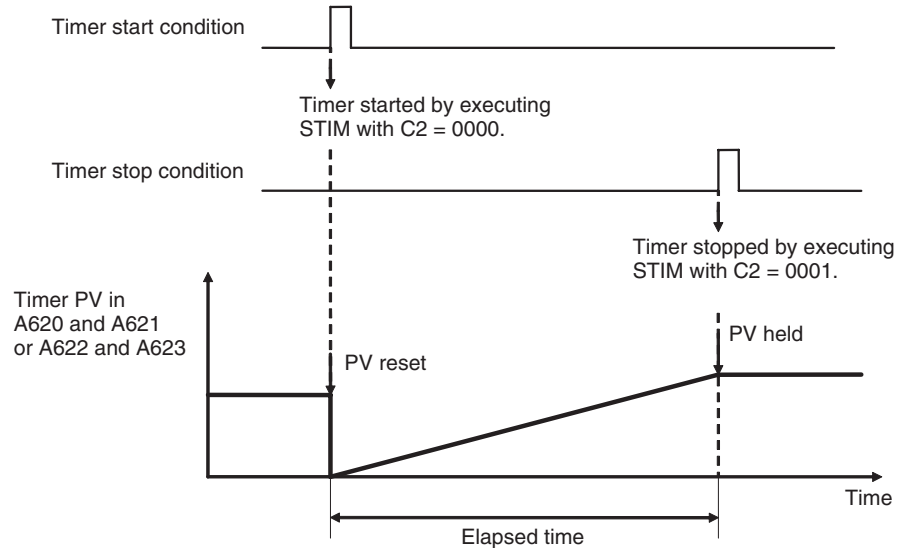 Timer start condition
Timer started by executing
STIM with C2 = 0000.
Timer stop condition
Timer stopped by executing
STIM with C2 = 0001.
Timer PV in
A620 and A621
or A622 and A623
PV reset
PV held
Time
Elapsed time